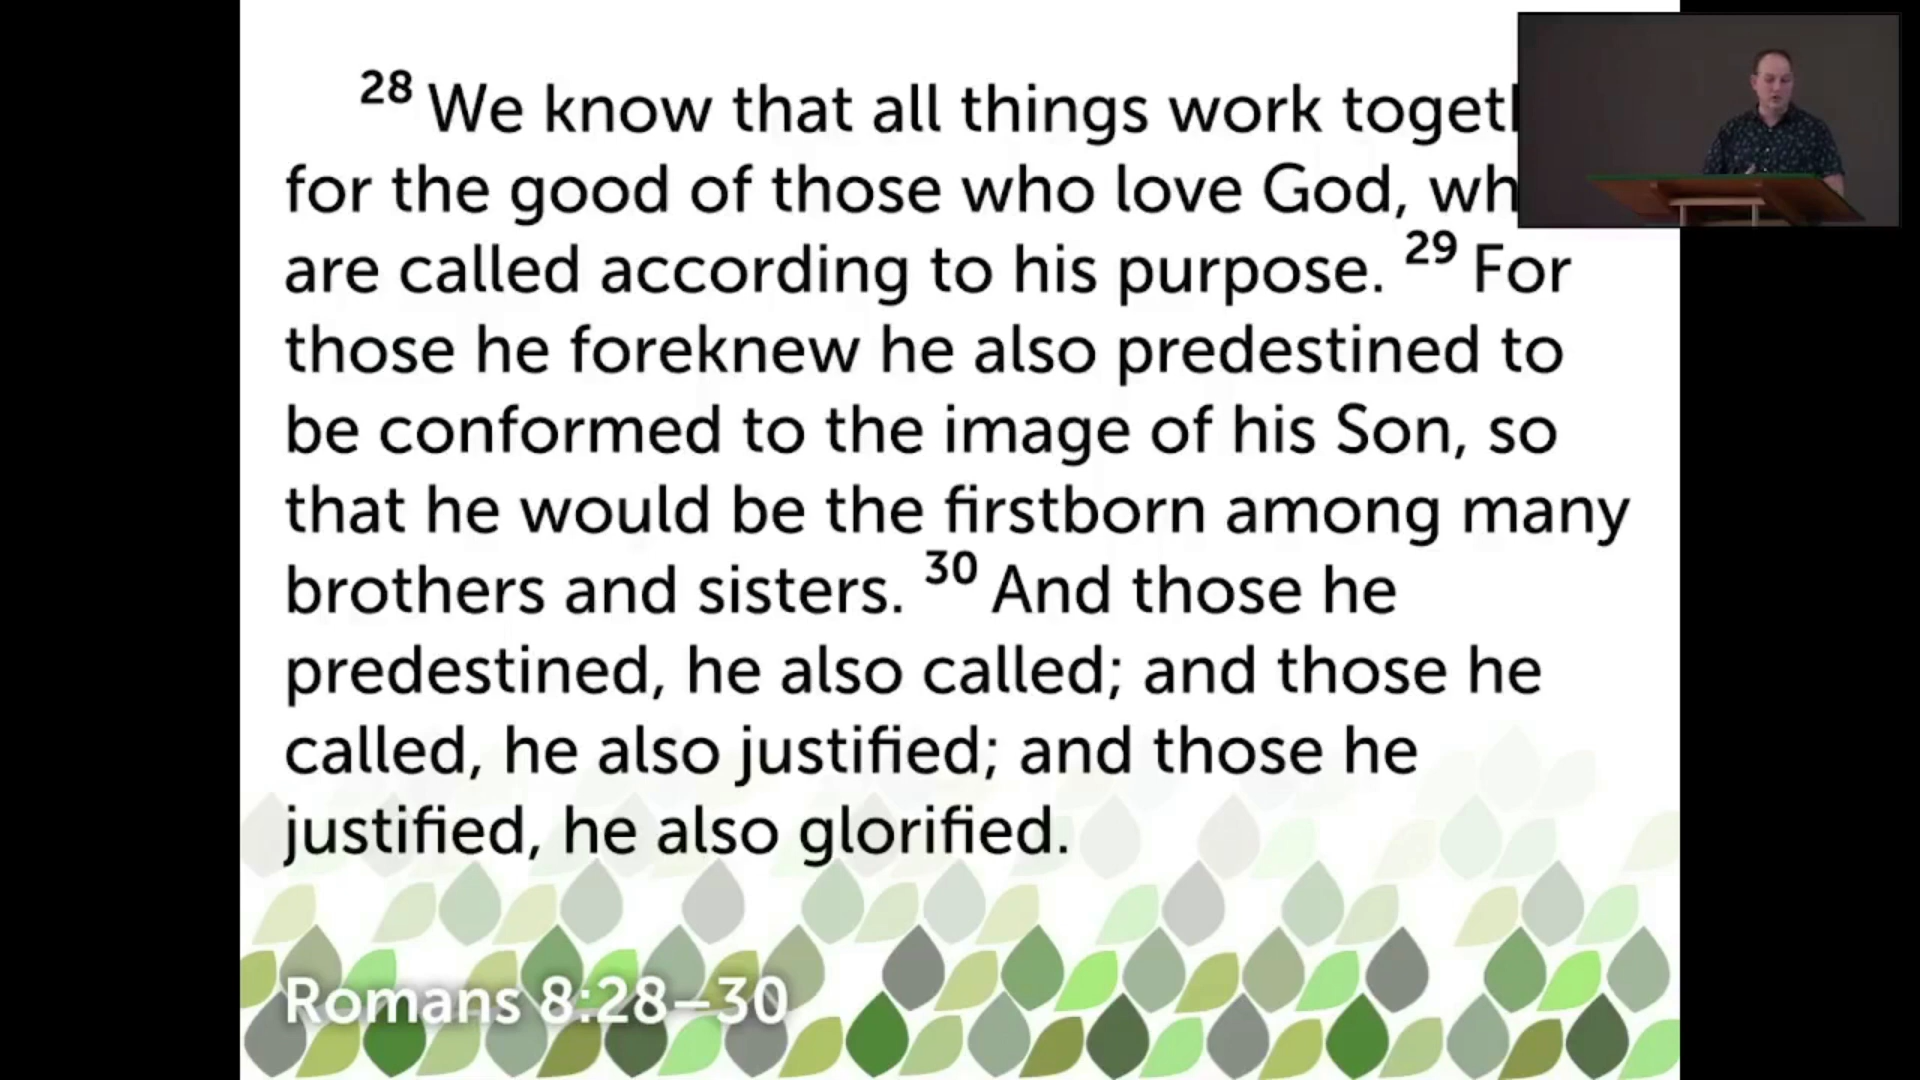 28 We know that all things work
for the good of those who love God,
are called according to his purpose. 29 For
those he foreknew he also predestined to
be conformed to the image of his Son, so
that he would be the firstborn among many
brothers and sisters. 30 And those he
predestined, he also called; and those he
called, he also justified; and those he
justified, he also glorified.
Romans 8:28–30